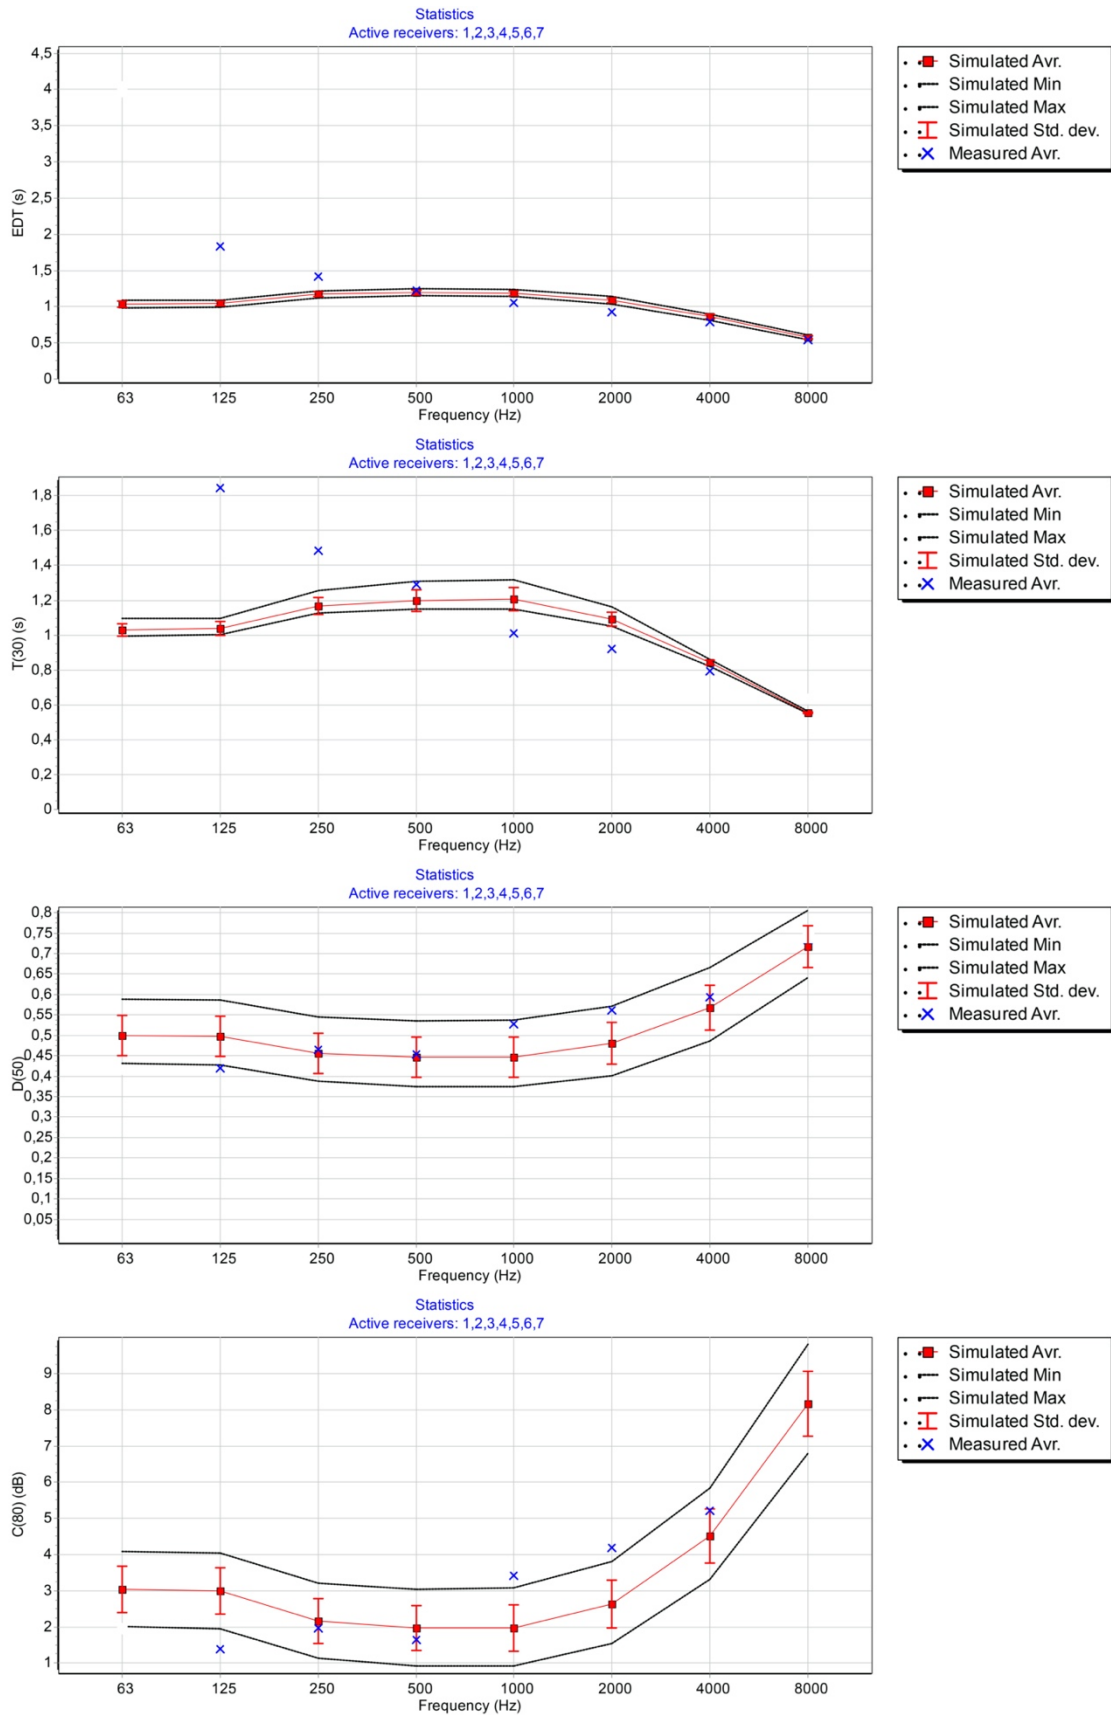 Statistics
Active receivers: 1,2,3,4,5,6,7
4,5
4
3,5
3
2,5
2
1,5
1
0,5
0
EDT (s)
63 125 250 500 1000 2000 4000 8000
Frequency (Hz)
Simulated Avr.
Simulated Min
Simulated Max
Simulated Std. dev.
Measured Avr.
Statistics
Active receivers: 1,2,3,4,5,6,7
1,8
1,6
1,4
1,2
1
0,8
0,6
0,4
0,2
0
T(30) (s)
63 125 250 500 1000 2000 4000 8000
Frequency (Hz)
Simulated Avr.
Simulated Min
Simulated Max
Simulated Std. dev.
Measured Avr.
Statistics
Active receivers: 1,2,3,4,5,6,7
0,8
0,75
0,7
0,65
0,6
0,55
0,5
0,45
0,4
0,35
0,3
0,25
0,2
0,15
0,1
0,05
D(50)
63 125 250 500 1000 2000 4000 8000
Frequency (Hz)
Simulated Avr.
Simulated Min
Simulated Max
Simulated Std. dev.
Measured Avr.
Statistics
Active receivers: 1,2,3,4,5,6,7
9
8
7
6
5
4
3
2
1
C(80) (dB)
63 125 250 500 1000 2000 4000 8000
Frequency (Hz)
Simulated Avr.
Simulated Min
Simulated Max
Simulated Std. dev.
Measured Avr.